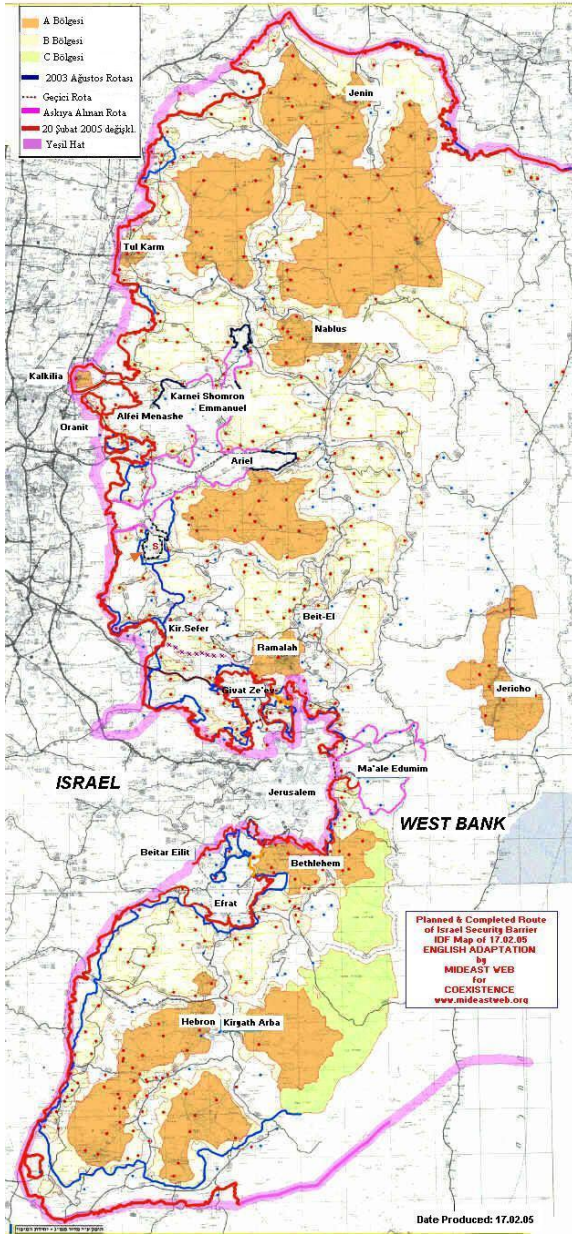 A Bölgesi
B Bölgesi
C Bölgesi
2003 Ağustos Rotası
Geçici Rota
Askıya Alınan Rota
20 Şubat 2005 değişkl.
Yeşil Hat
Jenin
Tul Karm
Nablus
Kalkilia
Karnei Shomron
Emmanuel
Alfei Menashe
Oranit
Ariel
S
Beit-El
Kir.Sefer
Ramalah
Givat Ze'ev
Jericho
Ma'ale Edumim
ISRAEL
Jerusalem
WEST BANK
Beitar Eilit
Bethlehem
Efrat
Planned & Completed Route
of Israel Security Barrier
IDF Map of 17.02.05
ENGLISH ADAPTATION
by
MIDEAST WEB
for
COEXISTENCE
www.mideastweb.org
Hebron
Kirgath Arba
Date Produced: 17.02.05